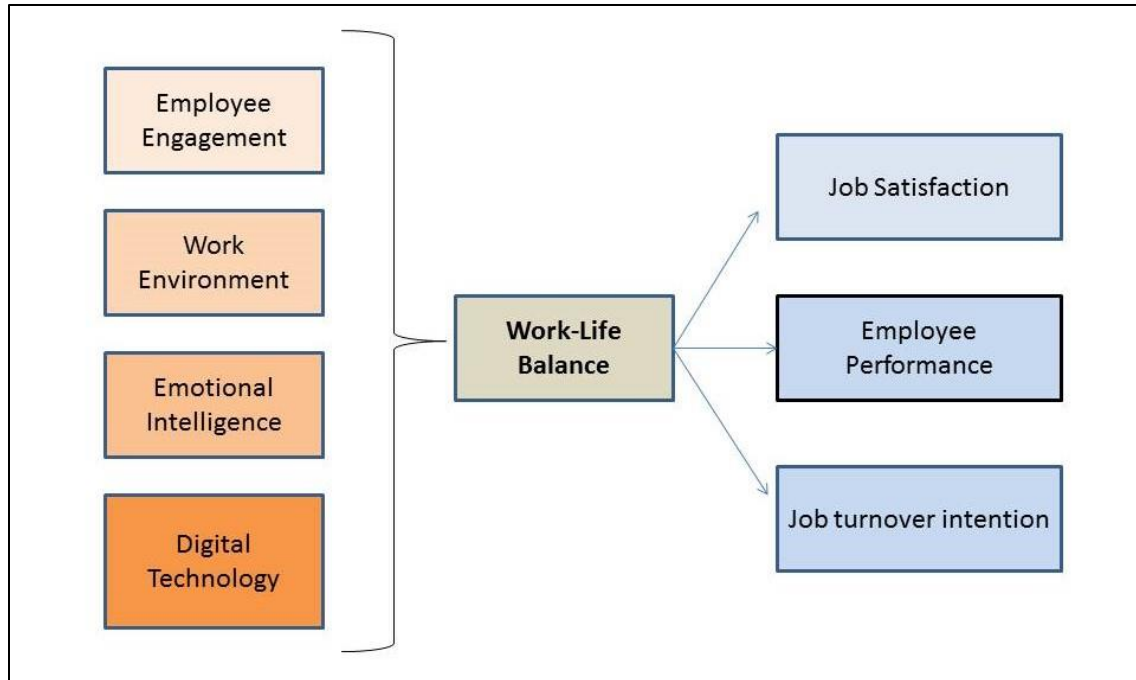 Employee
Engagement
Work
Environment
Emotional
Intelligence
Digital
Technology
Work-Life
Balance
Job Satisfaction
Employee
Performance
Job turnover intention